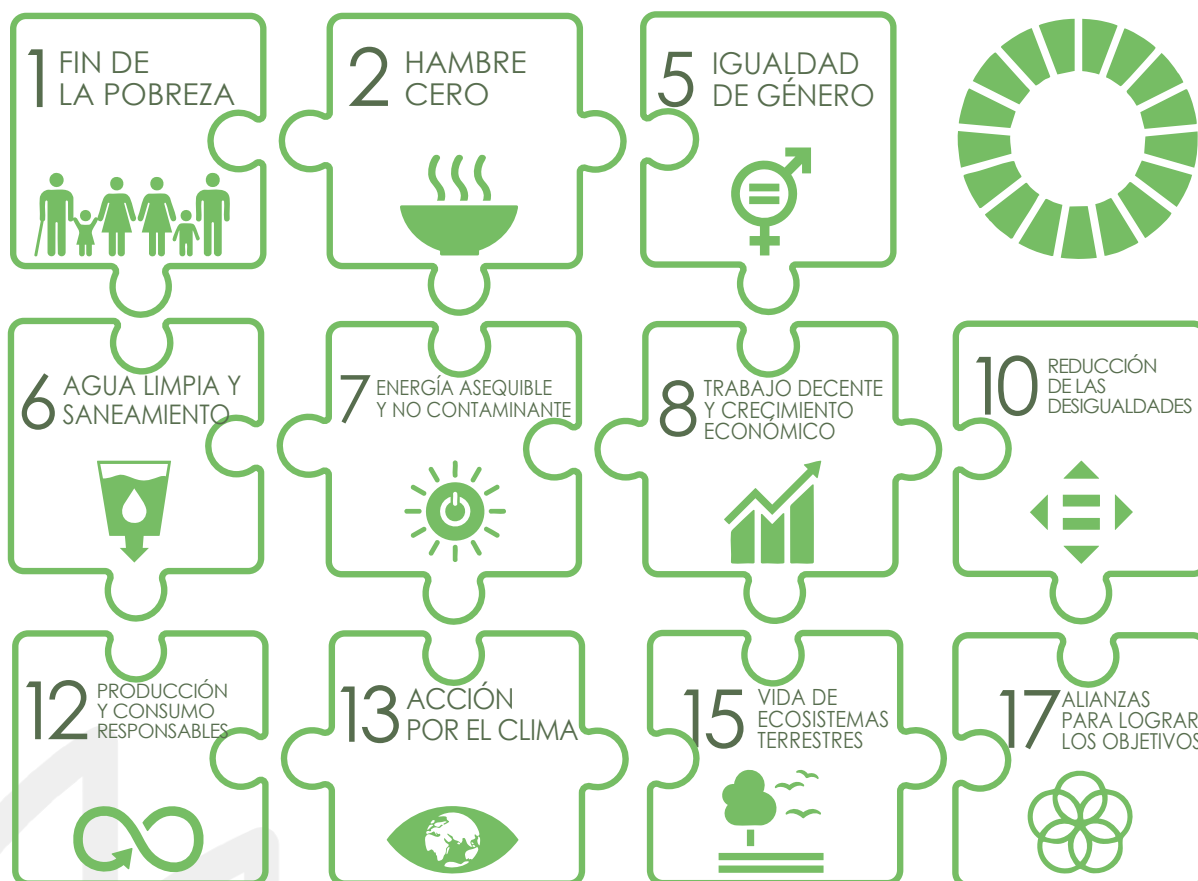 1 FIN DE
LA POBREZA
2 HAMBRE
CERO
5 IGUALDAD
DE GÉNERO
6 AGUA LIMPIA Y
SANEAMIENTO
7 ENERGÍA ASEQUIBLE
Y NO CONTAMINANTE
8 TRABAJO DECENTE
Y CRECIMIENTO
ECONÓMICO
10 REDUCCIÓN
DE LAS
DESIGUALDADES
12 PRODUCCIÓN
Y CONSUMO
RESPONSABLES
13 ACCIÓN
POR EL CLIMA
15 VIDA DE
ECOSISTEMAS
TERRESTRES
17 ALIANZAS
PARA LOGRAR
LOS OBJETIVOS